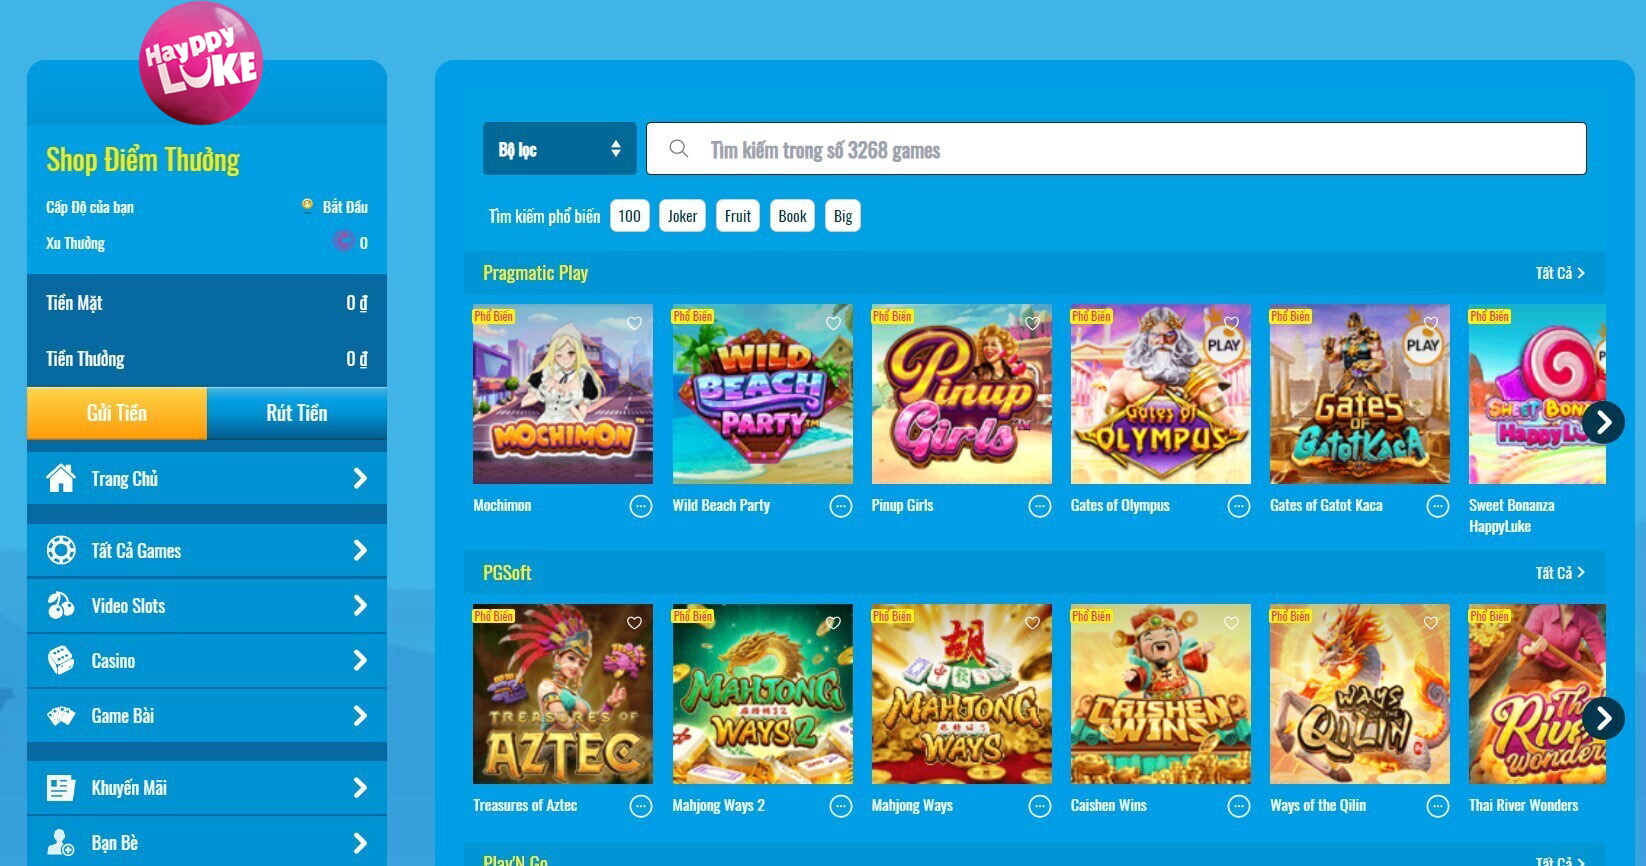 Hayppy
LUKE
Shop Điểm Thưởng
Cấp Độ của bạn Bắt Đầu
Xu Thưởng 0
Tiền Mặt 0 ₫
Tiền Thưởng 0 ₫
Gửi Tiền Rút Tiền
Trang Chủ
Tất Cả Games
Video Slots
Casino
Game Bài
Khuyến Mãi
Bạn Bè
Bộ lọc Tìm kiếm trong số 3268 games
Tìm kiếm phổ biến 100 Joker Fruit Book Big
Pragmatic Play Tất Cả
Phổ Biến Phổ Biến Phổ Biến Phổ Biến Phổ Biến Phổ Biến
MOCHIMON
WILD
BEACH
PARTY
Pinup
Girls
PLAY
Gates of
OLYMPUS
PLAY
GATES
OF
GATOTKACA
SWEET BON
HappyLu
Mochimon Wild Beach Party Pinup Girls Gates of Olympus Gates of Gatot Kaca Sweet Bonanza
HappyLuke
PGSoft Tất Cả
Phổ Biến Phổ Biến Phổ Biến Phổ Biến Phổ Biến Phổ Biến
TREASURES OF
AZTEC
MAHJONG
WAYS 2
胡
MAHJONG
WAYS
CAISHEN
WINS
WAYS
OF THE
QILIN
Thai
River
wonders
Treasures of Aztec Mahjong Ways 2 Mahjong Ways Caishen Wins Ways of the Qilin Thai River Wonders
Play'N Go Tất Cả